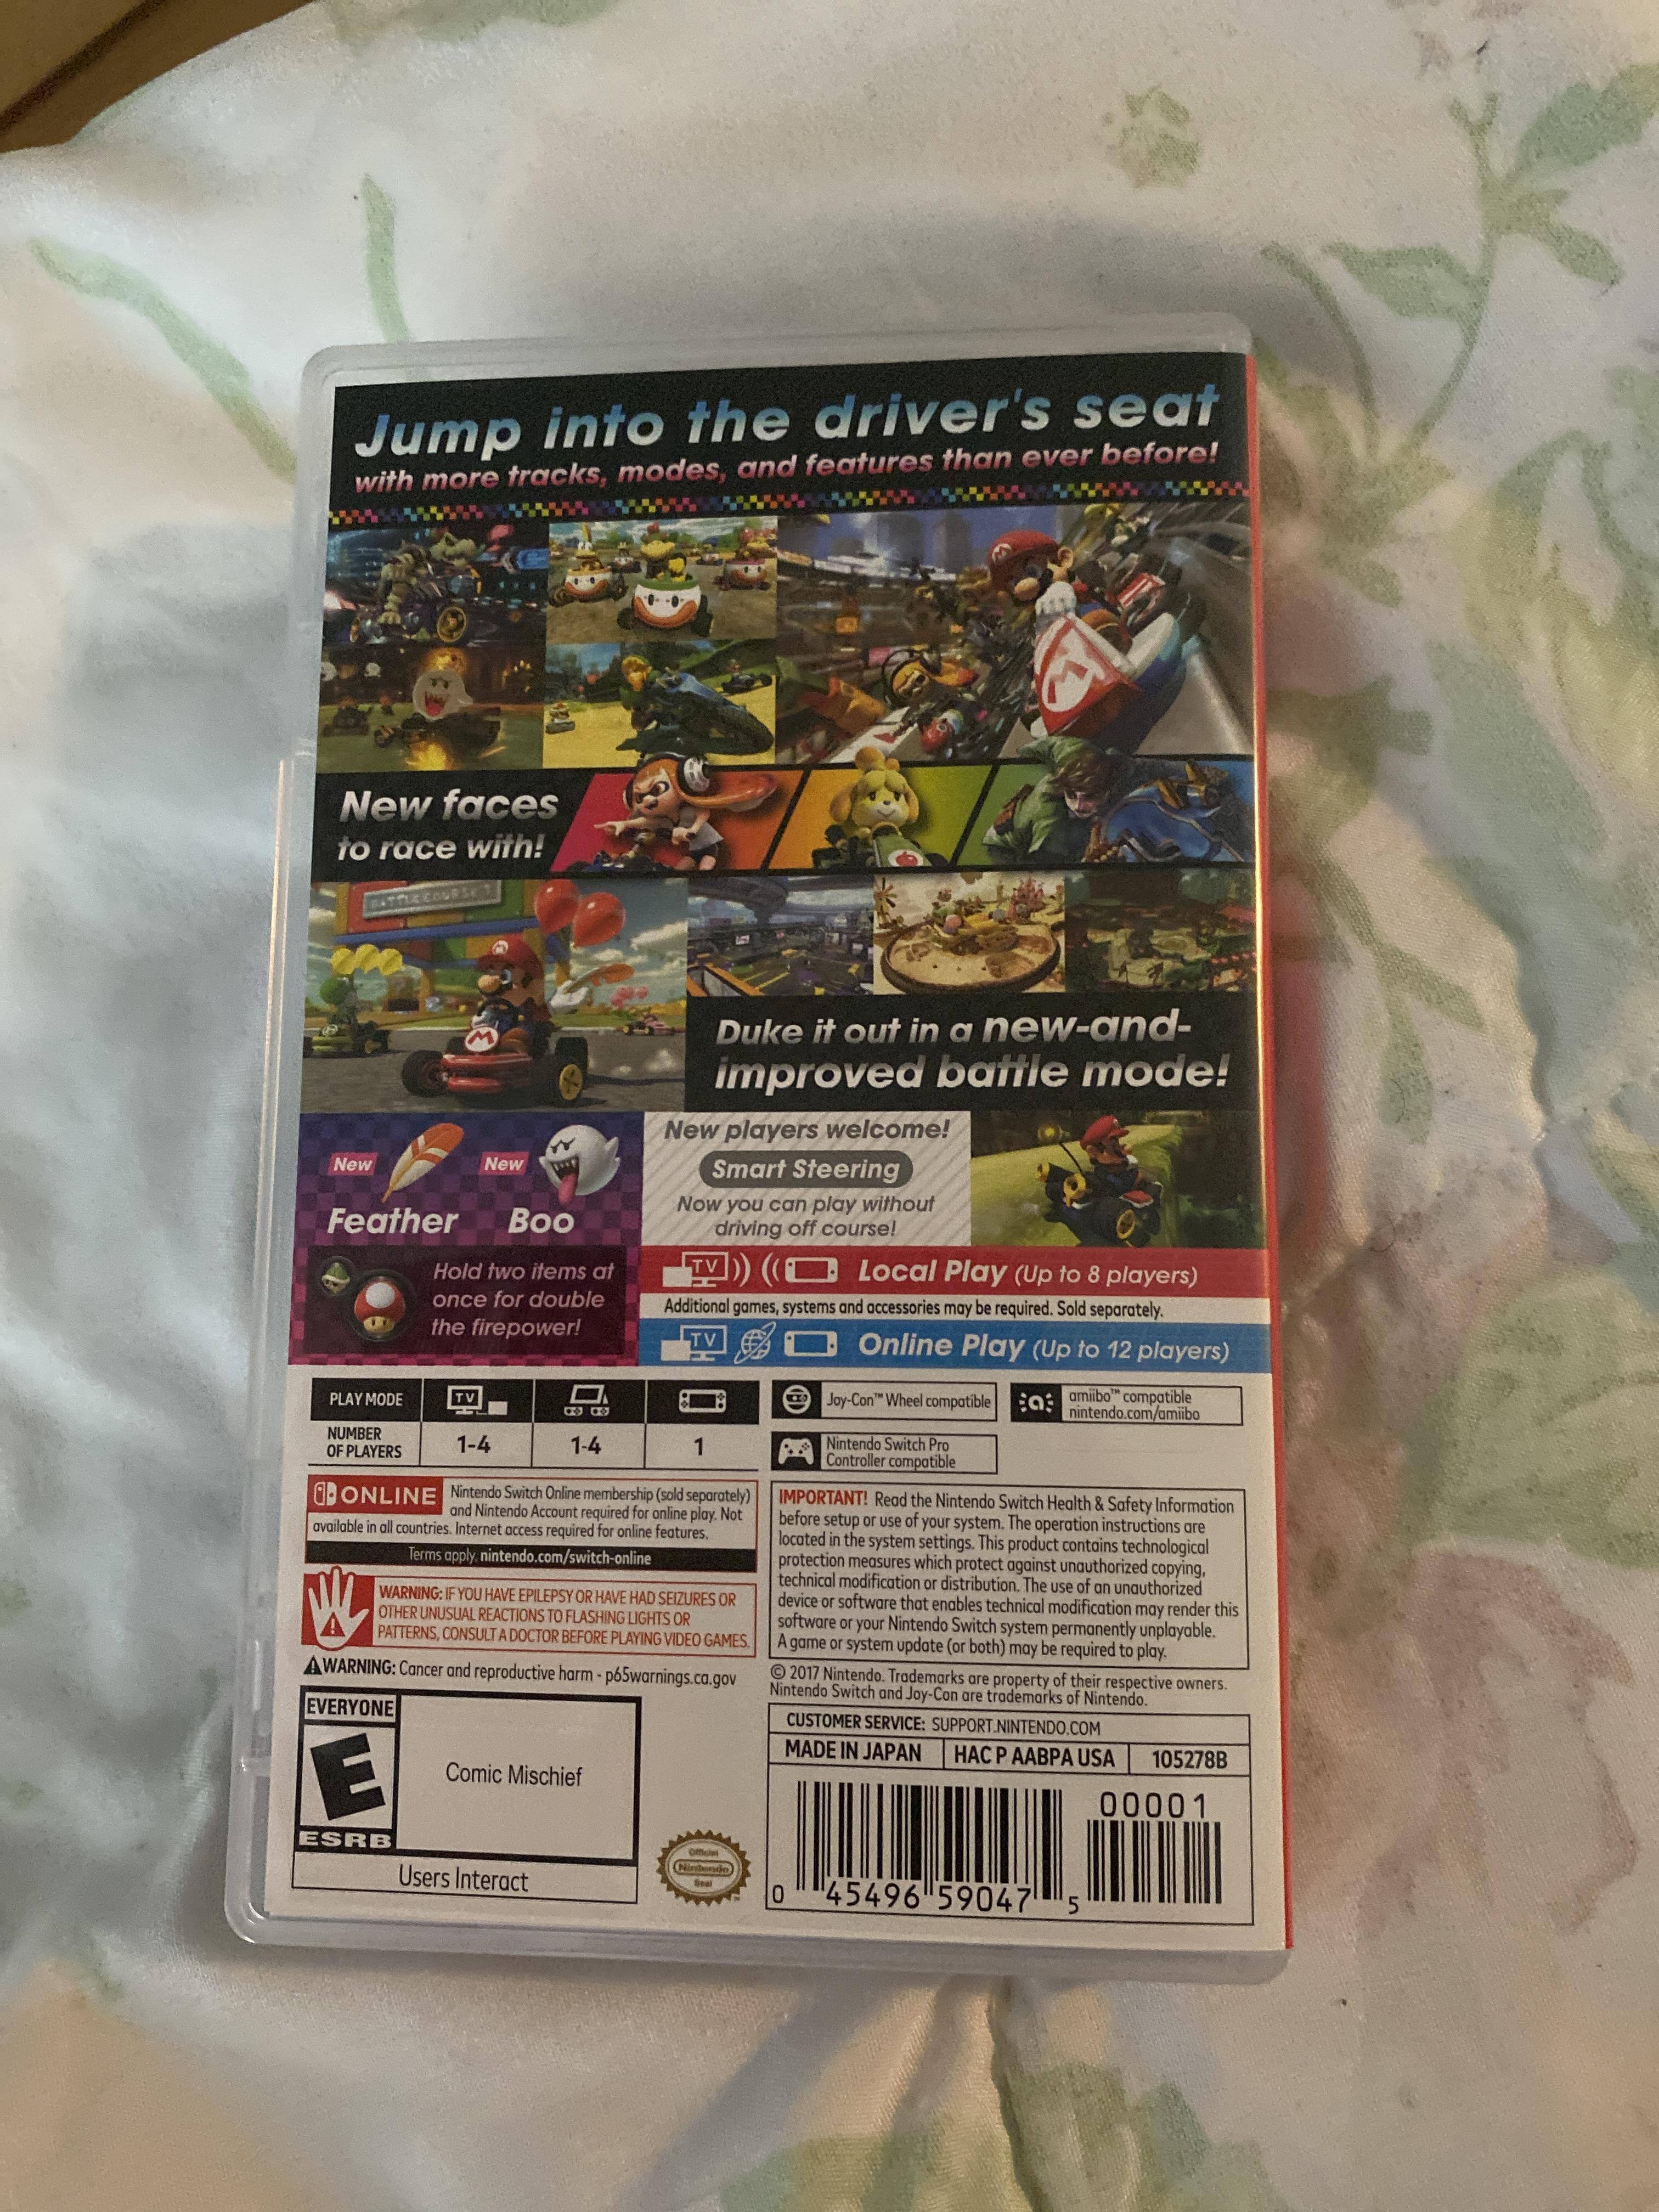 Jump into the driver's seat
with more tracks, modes, and features than ever before!
New faces
to race with!
BATTLE COURSE 1
Duke it out in a new-and-
improved battle mode!
New
New
Feather
Boo
Hold two items at
once for double
the firepower!
New players welcome!
Smart Steering
Now you can play without
driving off course!
TV Local Play (Up to 8 players)
Additional games, systems and accessories may be required. Sold separately.
TV Online Play (Up to 12 players)
PLAY MODE TV
NUMBER
OF PLAYERS
1-4 1-4 1
Joy-Con™ Wheel compatible
amiibo™ compatible
nintendo.com/amiibo
Nintendo Switch Pro
Controller compatible
ONLINE Nintendo Switch Online membership (sold separately)
and Nintendo Account required for online play. Not
available in all countries. Internet access required for online features.
Terms apply. nintendo.com/switch-online
WARNING: IF YOU HAVE EPILEPSY OR HAVE HAD SEIZURES OR
OTHER UNUSUAL REACTIONS TO FLASHING LIGHTS OR
PATTERNS, CONSULT A DOCTOR BEFORE PLAYING VIDEO GAMES.
WARNING: Cancer and reproductive harm - p65warnings.ca.gov
IMPORTANT! Read the Nintendo Switch Health & Safety Information
before setup or use of your system. The operation instructions are
located in the system settings. This product contains technological
protection measures which protect against unauthorized copying,
technical modification or distribution. The use of an unauthorized
device or software that enables technical modification may render this
software or your Nintendo Switch system permanently unplayable.
A game or system update (or both) may be required to play.
© 2017 Nintendo. Trademarks are property of their respective owners.
Nintendo Switch and Joy-Con are trademarks of Nintendo.
EVERYONE
E
ESRB
Comic Mischief
Users Interact
Official
Nintendo
Seal
CUSTOMER SERVICE: SUPPORT.NINTENDO.COM
MADE IN JAPAN HAC P AABPA USA 105278B
00001
0 45496 59047 5